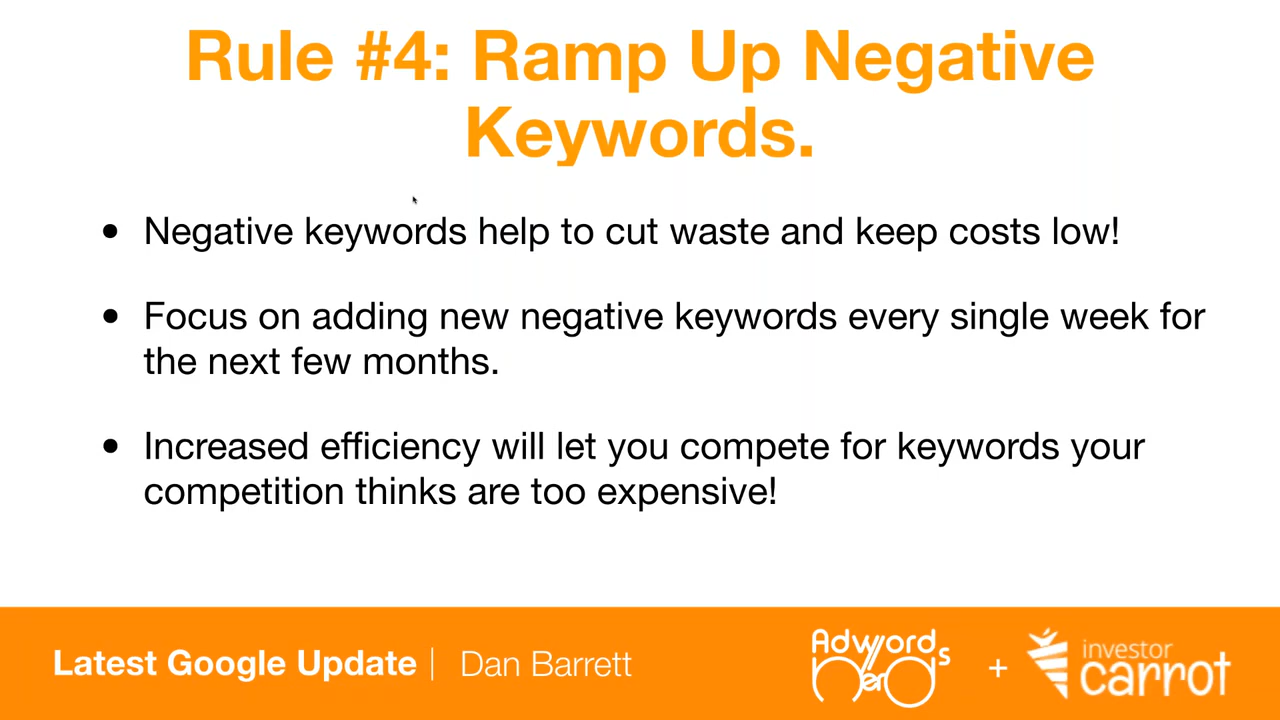 Rule #4: Ramp Up Negative
Keywords.
• Negative keywords help to cut waste and keep costs low!
• Focus on adding new negative keywords every single week for
the next few months.
• Increased efficiency will let you compete for keywords your
competition thinks are too expensive!
Latest Google Update | Dan Barrett
Adwords
Nerds
+
investor
carrot